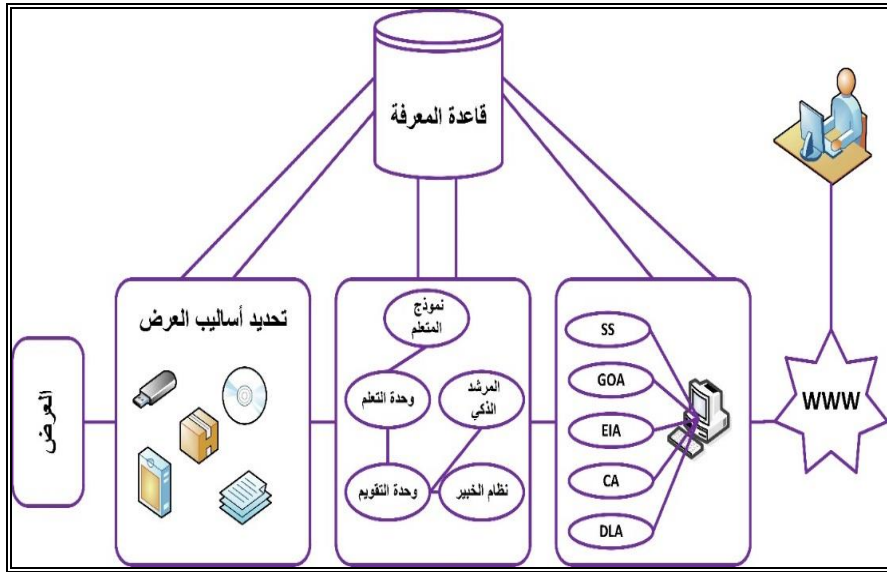 قاعدة المعرفة
WWW
SS
GOA
EIA
CA
DLA
نموذج
المتعلم
المرشد
الذكي
وحدة التعلم
نظام الخبير
وحدة التقويم
تحديد أساليب العرض
العرض